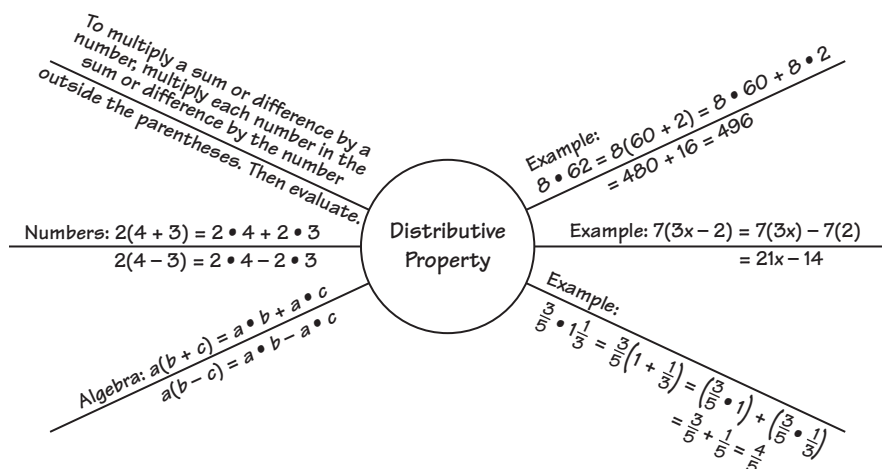 To multiply a sum or difference by a
number, multiply each number in the
sum or difference by the number
outside the parentheses. Then evaluate.
Numbers: 2(4 + 3) = 2 • 4 + 2 • 3
2(4 – 3) = 2 • 4 – 2 • 3
Algebra: a(b + c) = a • b + a • c
a(b – c) = a • b – a • c
Distributive
Property
Example:
8 • 62 = 8(60 + 2) = 8 • 60 + 8 • 2
= 480 + 16 = 496
Example: 7(3x – 2) = 7(3x) – 7(2)
= 21x – 14
Example:
3/5 • 1 1/3 = 3/5(1 + 1/3) = (3/5 • 1) + (3/5 • 1/3)
= 3/5 + 1/5 = 4/5